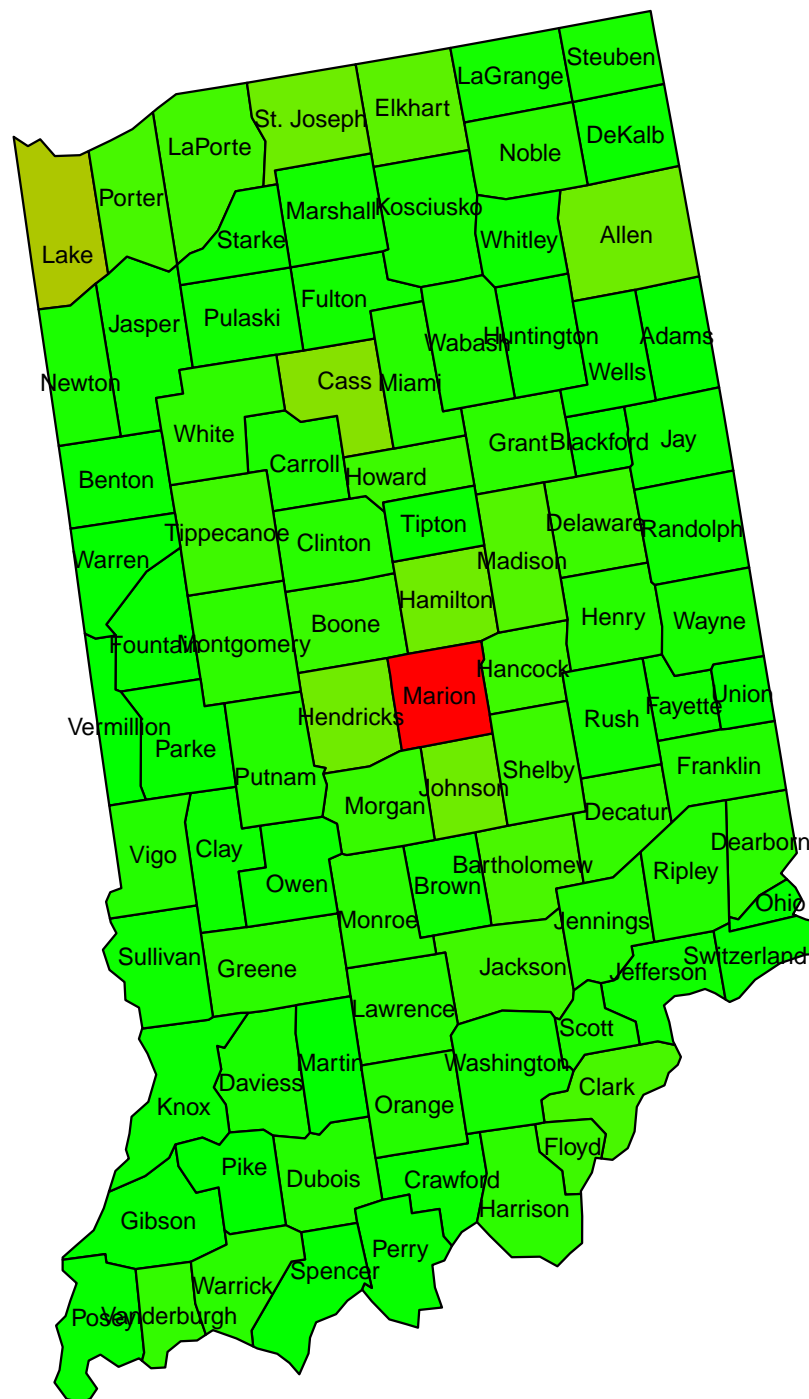 Steuben
LaGrange
Elkhart
St. Joseph
LaPorte
DeKalb
Noble
Porter
Kosciusko
Marshall
Starke
Whitley
Allen
Lake
Fulton
Pulaski
Jasper
Wabash
Huntington
Adams
Wells
Newton
Cass
Miami
White
Grant
Blackford
Jay
Carroll
Howard
Benton
Tipton
Tippecanoe
Clinton
Delaware
Randolph
Madison
Warren
Hamilton
Boone
Henry
Wayne
Fountain
Montgomery
Hancock
Marion
Union
Fayette
Rush
Hendricks
Vermillion
Parke
Franklin
Shelby
Putnam
Johnson
Morgan
Decatur
Dearborn
Vigo
Clay
Bartholomew
Ripley
Owen
Brown
Ohio
Monroe
Jennings
Switzerland
Sullivan
Greene
Jackson
Jefferson
Lawrence
Scott
Washington
Martin
Daviess
Clark
Knox
Orange
Floyd
Pike
Dubois
Crawford
Harrison
Gibson
Perry
Spencer
Warrick
Vanderburgh
Posey